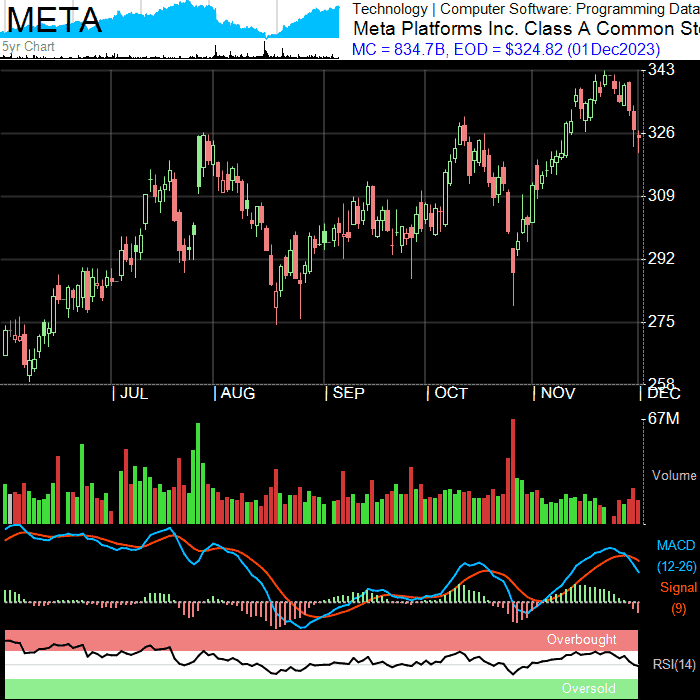 META
5yr Chart
Technology | Computer Software: Programming Data
Meta Platforms Inc. Class A Common Sto
MC = 834.7B, EOD = $324.82 (01Dec2023)
343
326
309
292
275
258
JUL AUG SEP OCT NOV DEC
67M
Volume
MACD
(12-26)
Signal
(9)
Overbought
RSI(14)
Oversold